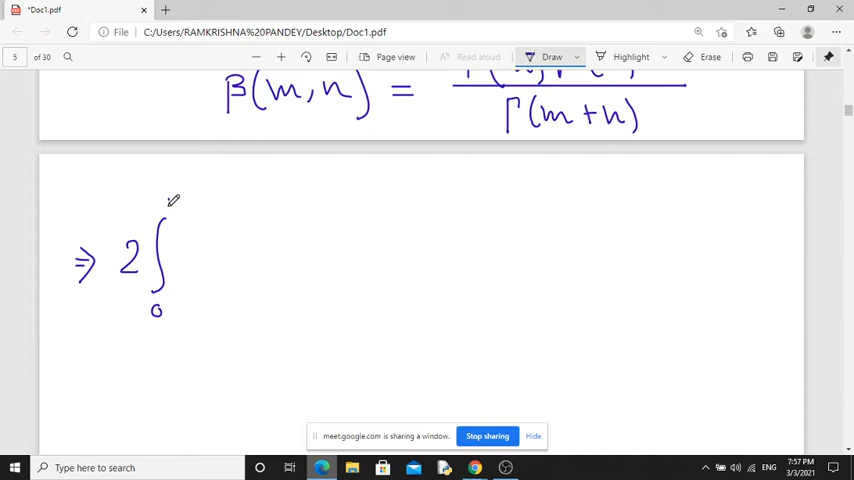 *Doc1.pdf
File
C:/Users/RAMKRISHNA%20PANDEY/Desktop/Doc1.pdf
5 of 30
Page view
Read aloud
Draw
Highlight
Erase
β(m, n) = 
Γ(m+n)
⇒ 2 ∫
0
meet.google.com is sharing a window.
Stop sharing
Hide
Type here to search
ENG
7:57 PM
3/3/2021